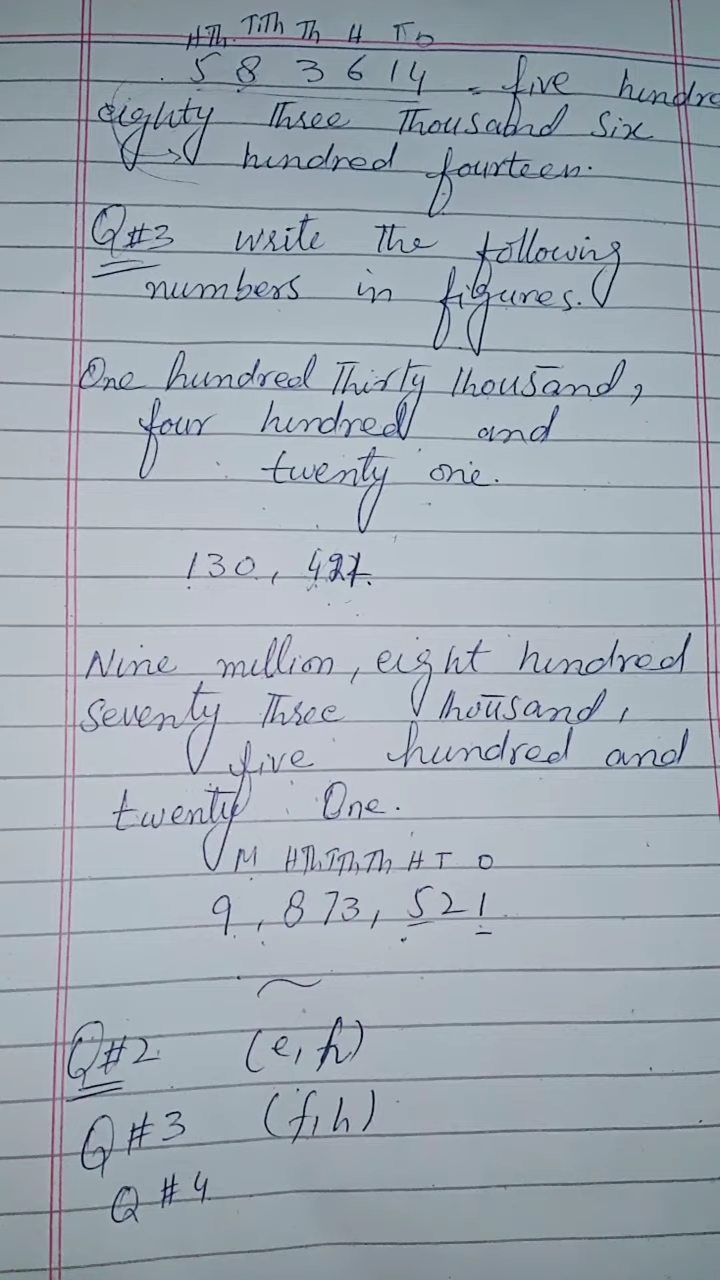 HTh TTh Th H T O
5 8 3 6 14 = five hundre
eighty three Thousand six
hundred fourteen.
Q#3 write the following
numbers in figures.
One hundred Thirty thousand,
four hundred and
twenty one.
130, 421.
Nine million, eight hundred
seventy three thousand,
five hundred and
twenty One.
M HTh TTh Th H T O
9, 873, 521
Q#2 (e, h)
Q#3 (f, h)
Q#4